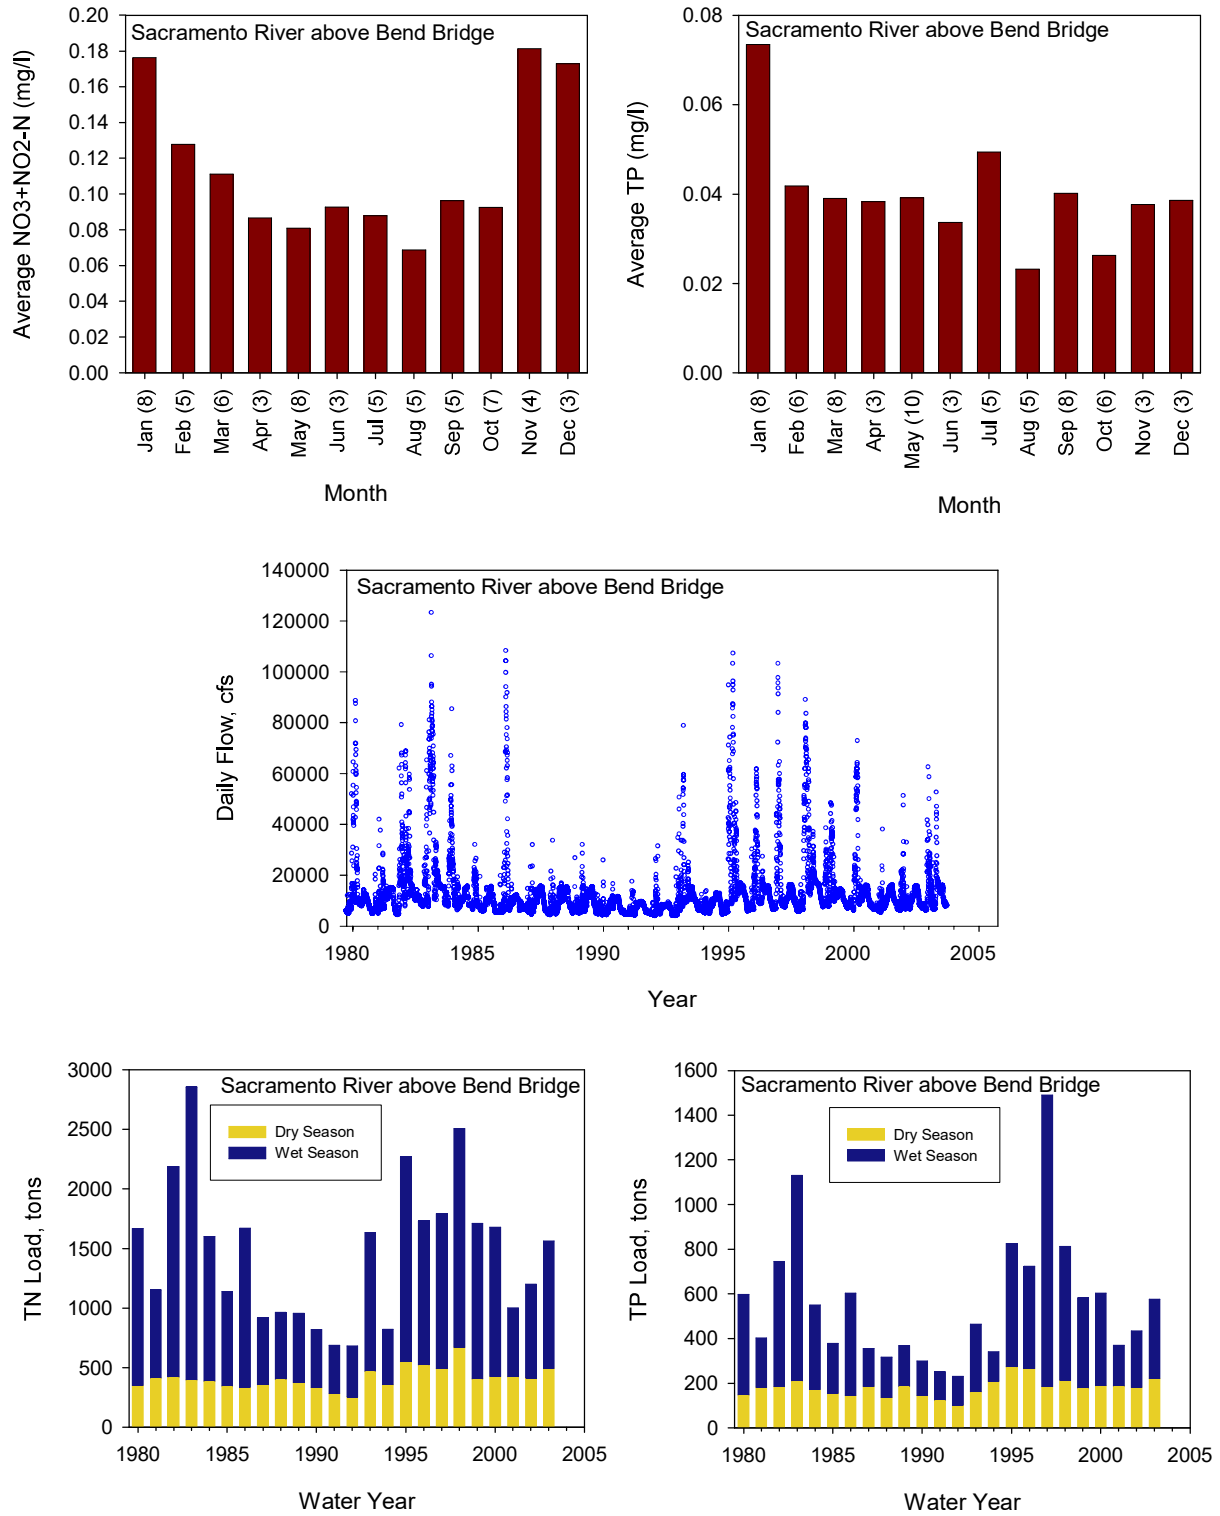 Sacramento River above Bend Bridge
Average NO3+NO2-N (mg/l)
0.20
0.18
0.16
0.14
0.12
0.10
0.08
0.06
0.04
0.02
0.00
Jan (8)
Feb (5)
Mar (6)
Apr (3)
May (8)
Jun (3)
Jul (5)
Aug (5)
Sep (5)
Oct (7)
Nov (4)
Dec (3)
Month
Sacramento River above Bend Bridge
Average TP (mg/l)
0.08
0.06
0.04
0.02
0.00
Jan (8)
Feb (6)
Mar (8)
Apr (3)
May (10)
Jun (3)
Jul (5)
Aug (5)
Sep (8)
Oct (6)
Nov (3)
Dec (3)
Month
Sacramento River above Bend Bridge
Daily Flow, cfs
140000
120000
100000
80000
60000
40000
20000
0
1980 1985 1990 1995 2000 2005
Year
Sacramento River above Bend Bridge
Dry Season
Wet Season
TN Load, tons
3000
2500
2000
1500
1000
500
0
1980 1985 1990 1995 2000 2005
Water Year
Sacramento River above Bend Bridge
Dry Season
Wet Season
TP Load, tons
1600
1400
1200
1000
800
600
400
200
0
1980 1985 1990 1995 2000 2005
Water Year